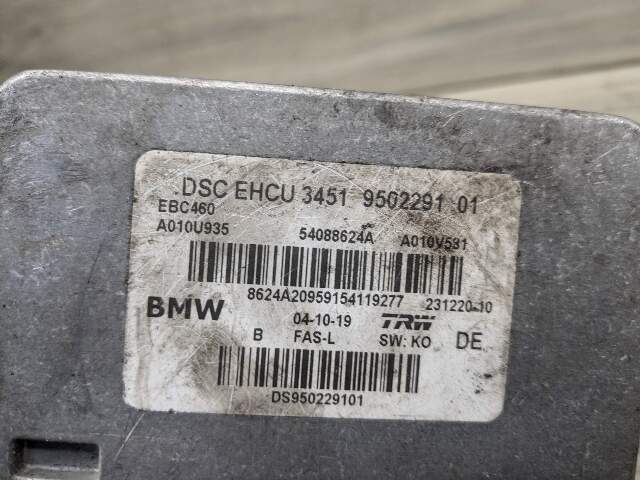 DSC EHCU 3451 9502291 01
EBC460
A010U935 54088624A A010V531
8624A20959154119277 231220-10
BMW 04-10-19 TRW
B FAS-L SW: KO DE
DS950229101